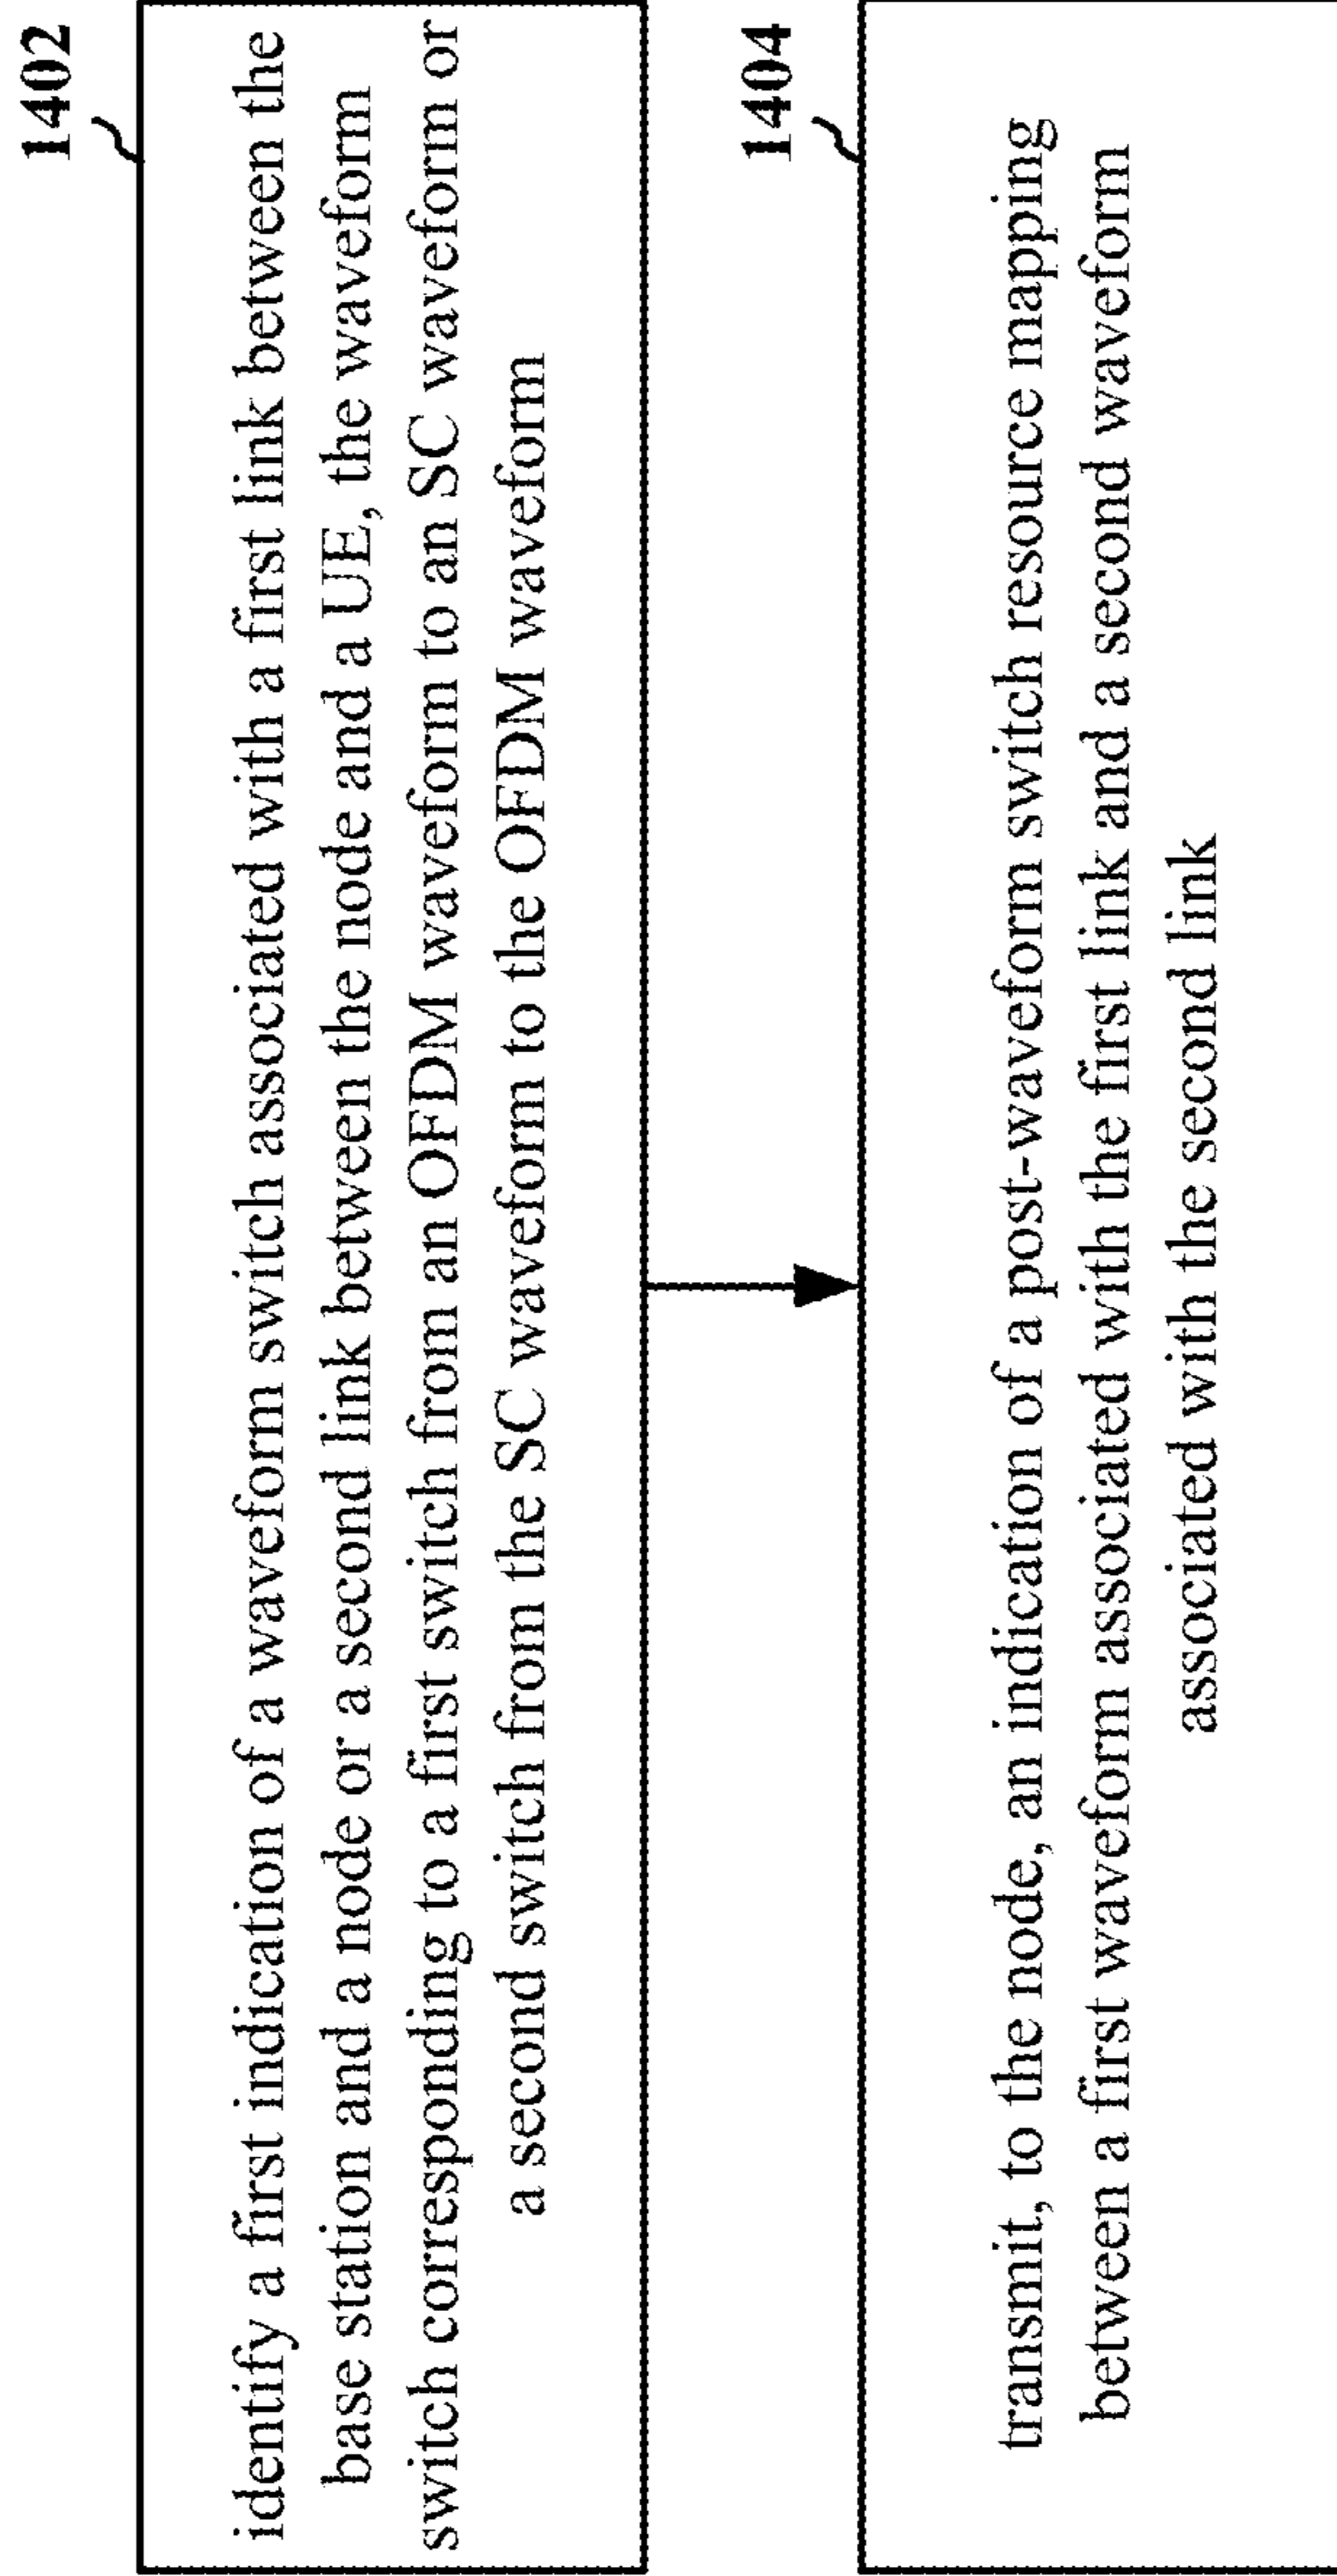 1402
identify a first indication of a waveform switch associated with a first link between the
base station and a node or a second link between the node and a UE, the waveform
switch corresponding to a first switch from an OFDM waveform to an SC waveform or
a second switch from the SC waveform to the OFDM waveform
1404
transmit, to the node, an indication of a post-waveform switch resource mapping
between a first waveform associated with the first link and a second waveform
associated with the second link